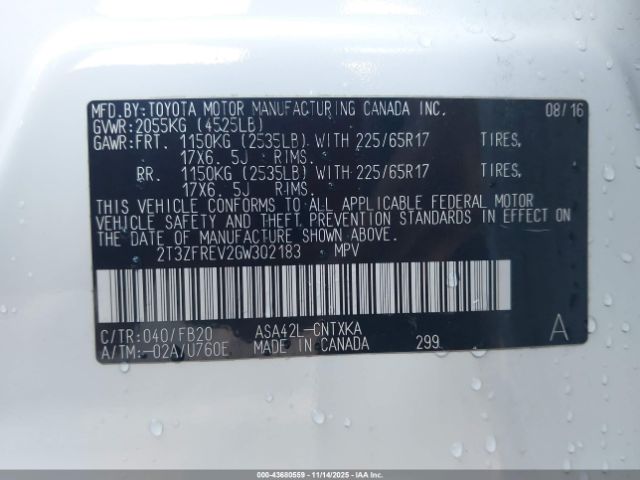 MFD.BY:TOYOTA MOTOR MANUFACTURING CANADA INC. 08/16
GVWR:2055KG (4525LB)
GAWR:FRT. 1150KG (2535LB) WITH 225/65R17 TIRES,
17X6. 5J RIMS.
RR. 1150KG (2535LB) WITH 225/65R17 TIRES,
17X6. 5J RIMS.
THIS VEHICLE CONFORMS TO ALL APPLICABLE FEDERAL MOTOR
VEHICLE SAFETY AND THEFT PREVENTION STANDARDS IN EFFECT ON
THE DATE OF MANUFACTURE SHOWN ABOVE.
2T3ZFREV2GW302183 MPV
C/TR:040/FB20 ASA42L-CNTXKA A
A/TM:-02A/U760E MADE IN CANADA 299
000-43680559 - 11/14/2025 - IAAI.CA